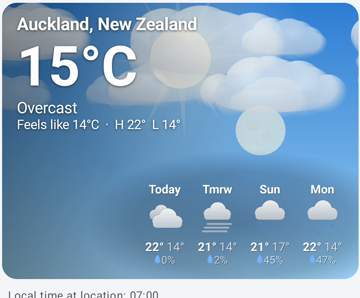 Auckland, New Zealand
15°C
Overcast
Feels like 14°C · H 22° L 14°
Today Tmrw Sun Mon
22° 14° 21° 14° 21° 17° 22° 14°
0% 2% 45% 47%
Local time at location: 07:00